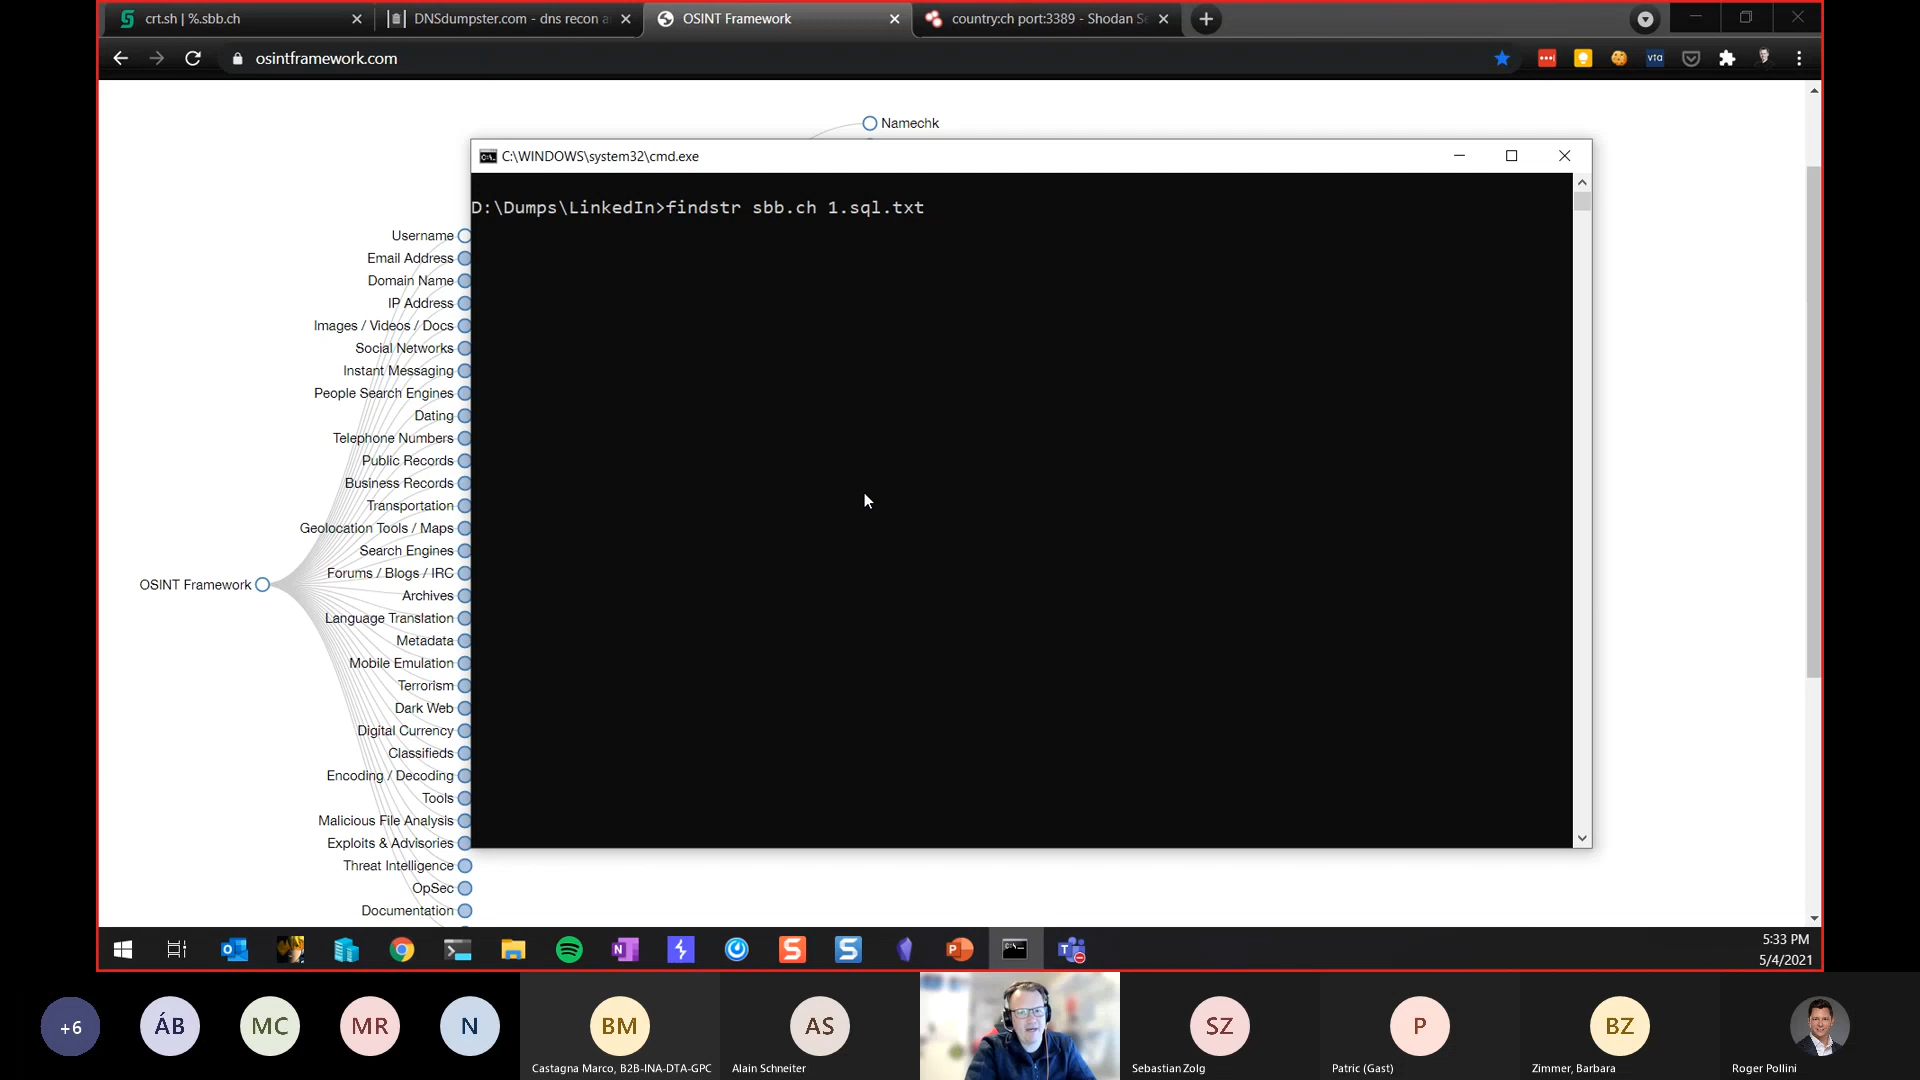 crt.sh | %.sbb.ch
DNSdumpster.com - dns recon a
OSINT Framework
country:ch port:3389 - Shodan Se
osintframework.com
vta
Namechk
C:\WINDOWS\system32\cmd.exe
D:\Dumps\LinkedIn>findstr sbb.ch 1.sql.txt
Username
Email Address
Domain Name
IP Address
Images / Videos / Docs
Social Networks
Instant Messaging
People Search Engines
Dating
Telephone Numbers
Public Records
Business Records
Transportation
Geolocation Tools / Maps
Search Engines
Forums / Blogs / IRC
OSINT Framework
Archives
Language Translation
Metadata
Mobile Emulation
Terrorism
Dark Web
Digital Currency
Classifieds
Encoding / Decoding
Tools
Malicious File Analysis
Exploits & Advisories
Threat Intelligence
OpSec
Documentation
5:33 PM
5/4/2021
+6
ÁB
MC
MR
N
BM
AS
SZ
P
BZ
Castagna Marco, B2B-INA-DTA-GPC
Alain Schneiter
Sebastian Zolg
Patric (Gast)
Zimmer, Barbara
Roger Pollini